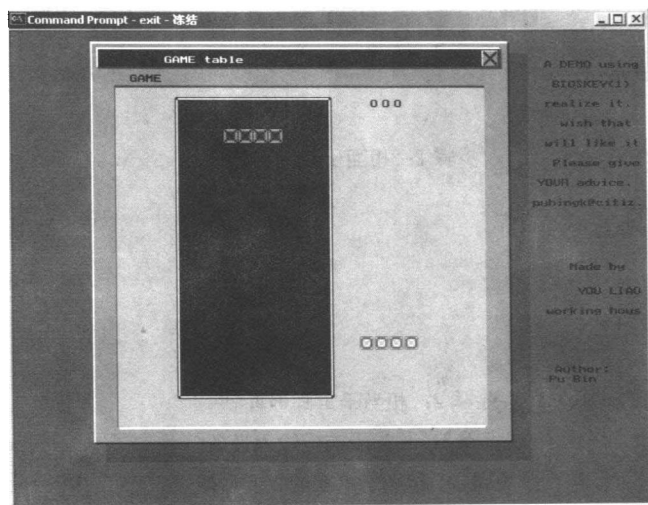 Command Prompt - exit - 冻结
GAME table
GAME
000
A DEMO using
BIOSKEY(1)
realize it.
wish that
will like it
Please give
YOUR advice.
Made by
YOU LIAO
working hous
Author:
Pu Bin